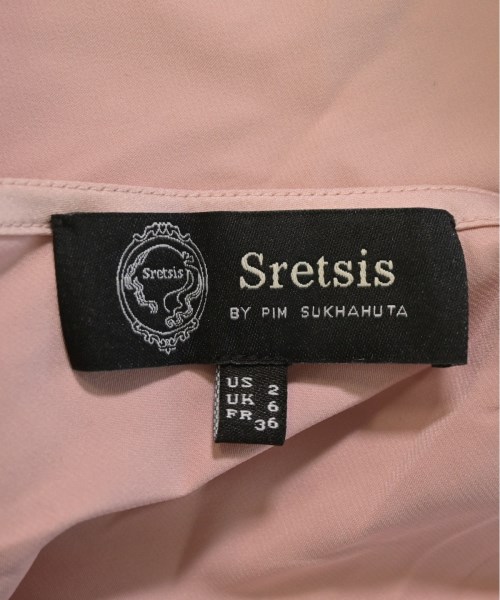 Sretsis
Sretsis
BY PIM SUKHAHUTA
US 2
UK 6
FR 36